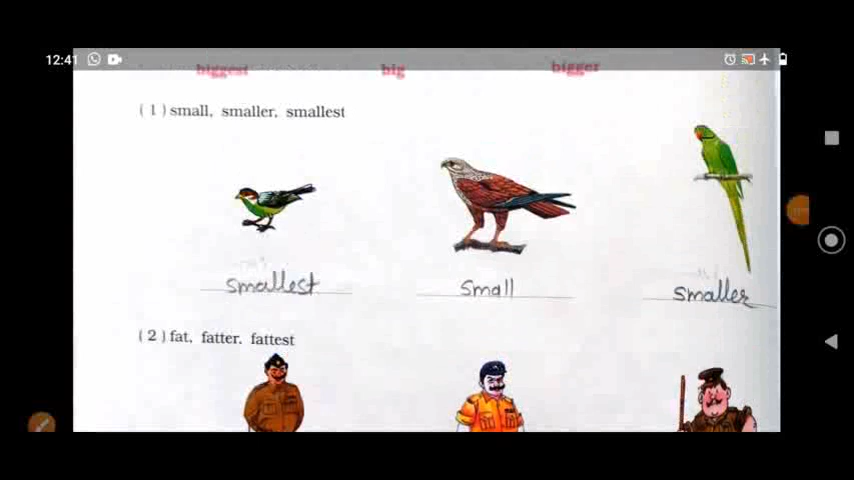 12:41
biggest big bigger
( 1 ) small, smaller, smallest
smallest small smaller
( 2 ) fat, fatter, fattest